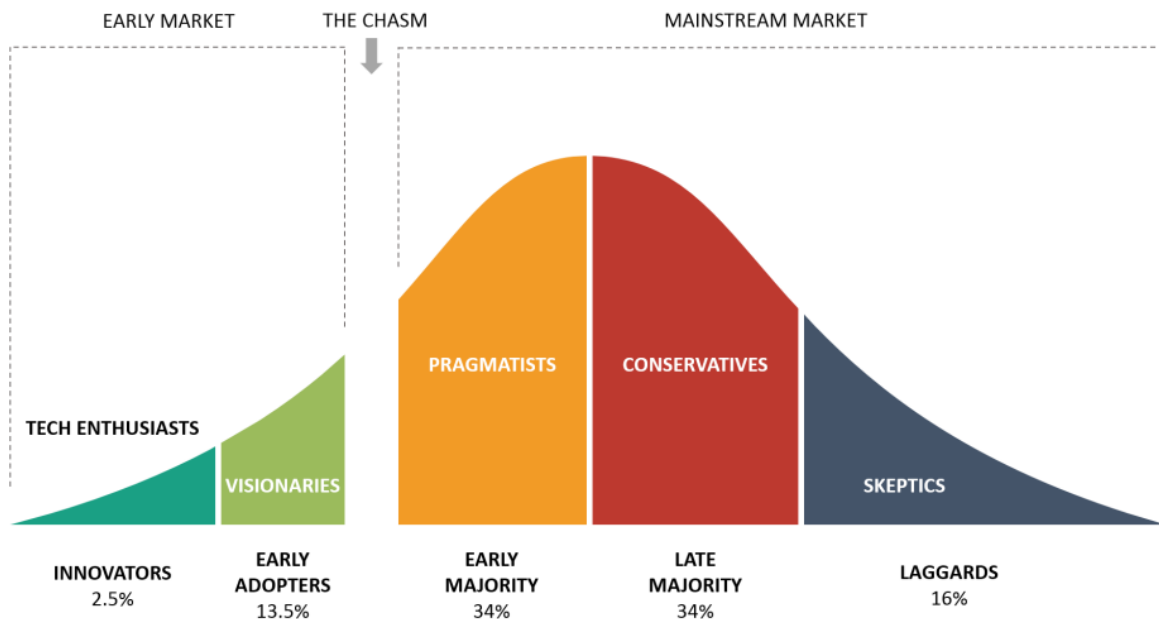 EARLY MARKET
THE CHASM
MAINSTREAM MARKET
PRAGMATISTS
CONSERVATIVES
TECH ENTHUSIASTS
VISIONARIES
SKEPTICS
INNOVATORS
2.5%
EARLY
ADOPTERS
13.5%
EARLY
MAJORITY
34%
LATE
MAJORITY
34%
LAGGARDS
16%